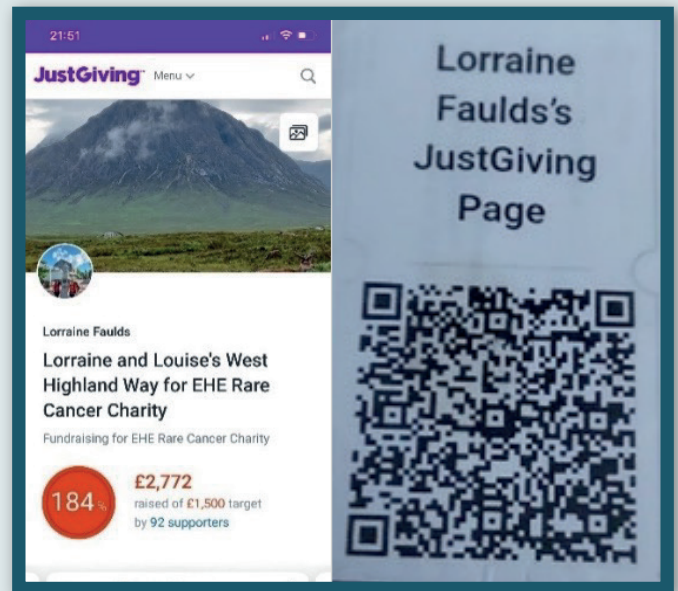 21:51
JustGiving™ Menu
Lorraine Faulds
Lorraine and Louise's West
Highland Way for EHE Rare
Cancer Charity
Fundraising for EHE Rare Cancer Charity
184%
£2,772
raised of £1,500 target
by 92 supporters
Lorraine
Faulds's
JustGiving
Page